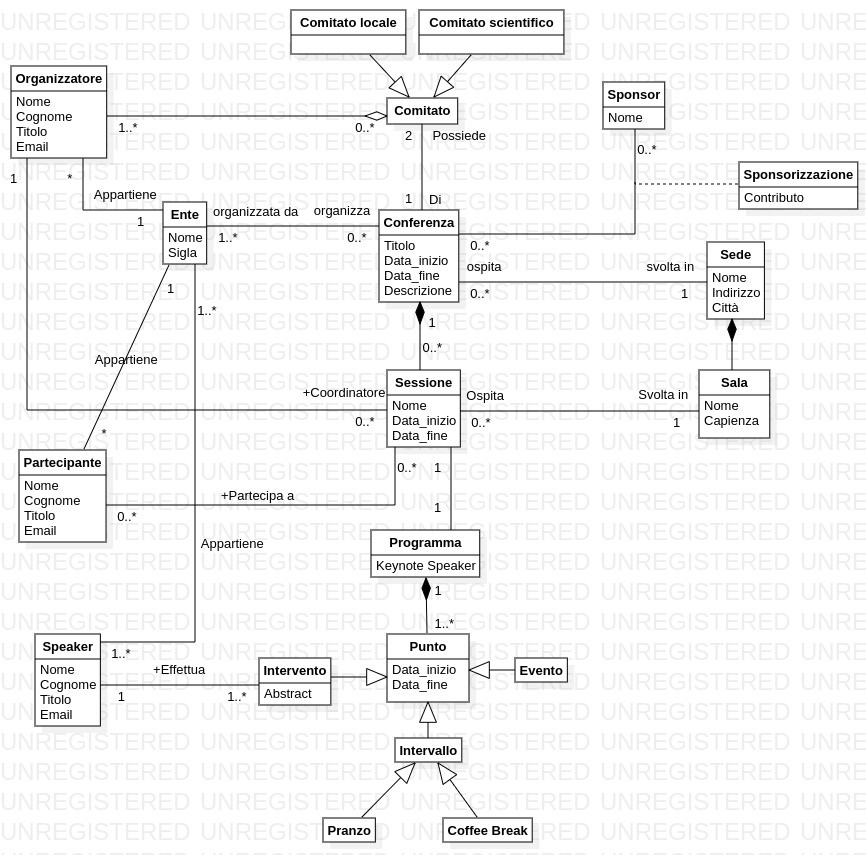 Comitato locale
Comitato scientifico
Organizzatore
Nome
Cognome
Titolo
Email
1..*
0..*
Comitato
2
Possiede
Sponsor
Nome
0..*
1
*
Appartiene
1
Ente
Nome
Sigla
organizzata da
organizza
1..*
0..*
1
Di
Conferenza
Titolo
Data_inizio
Data_fine
Descrizione
0..*
Sponsorizzazione
Contributo
ospita
svolta in
0..*
1
Sede
Nome
Indirizzo
Città
1
1..*
1
0..*
Appartiene
*
+Coordinatore
0..*
Sessione
Nome
Data_inizio
Data_fine
Ospita
Svolta in
0..*
1
Sala
Nome
Capienza
Partecipante
Nome
Cognome
Titolo
Email
+Partecipa a
0..*
0..*
1
1
Appartiene
Programma
Keynote Speaker
1
1..*
Speaker
Nome
Cognome
Titolo
Email
1..*
+Effettua
1
1..*
Intervento
Abstract
Punto
Data_inizio
Data_fine
Evento
Intervallo
Pranzo
Coffee Break